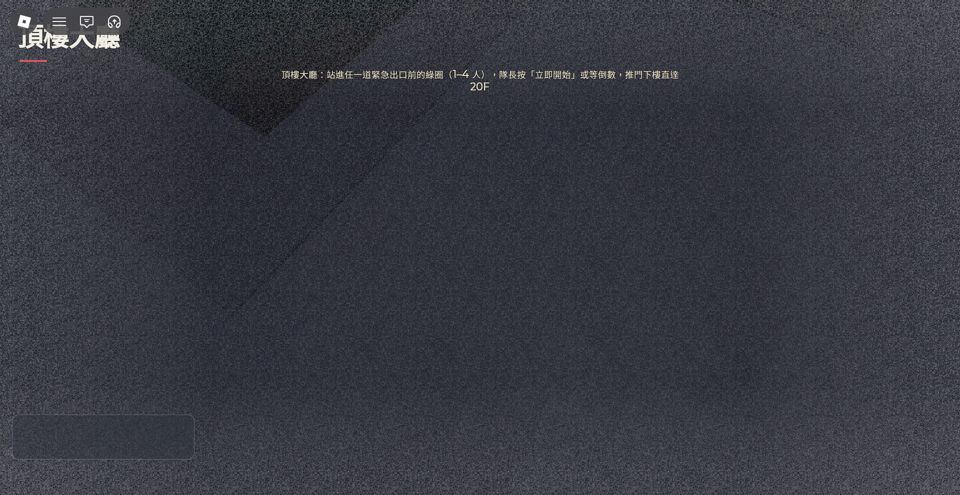 頂樓大廳
頂樓大廳：站進任一道緊急出口前的綠圈（1–4 人），隊長按「立即開始」或等倒數，推門下樓直達
20F